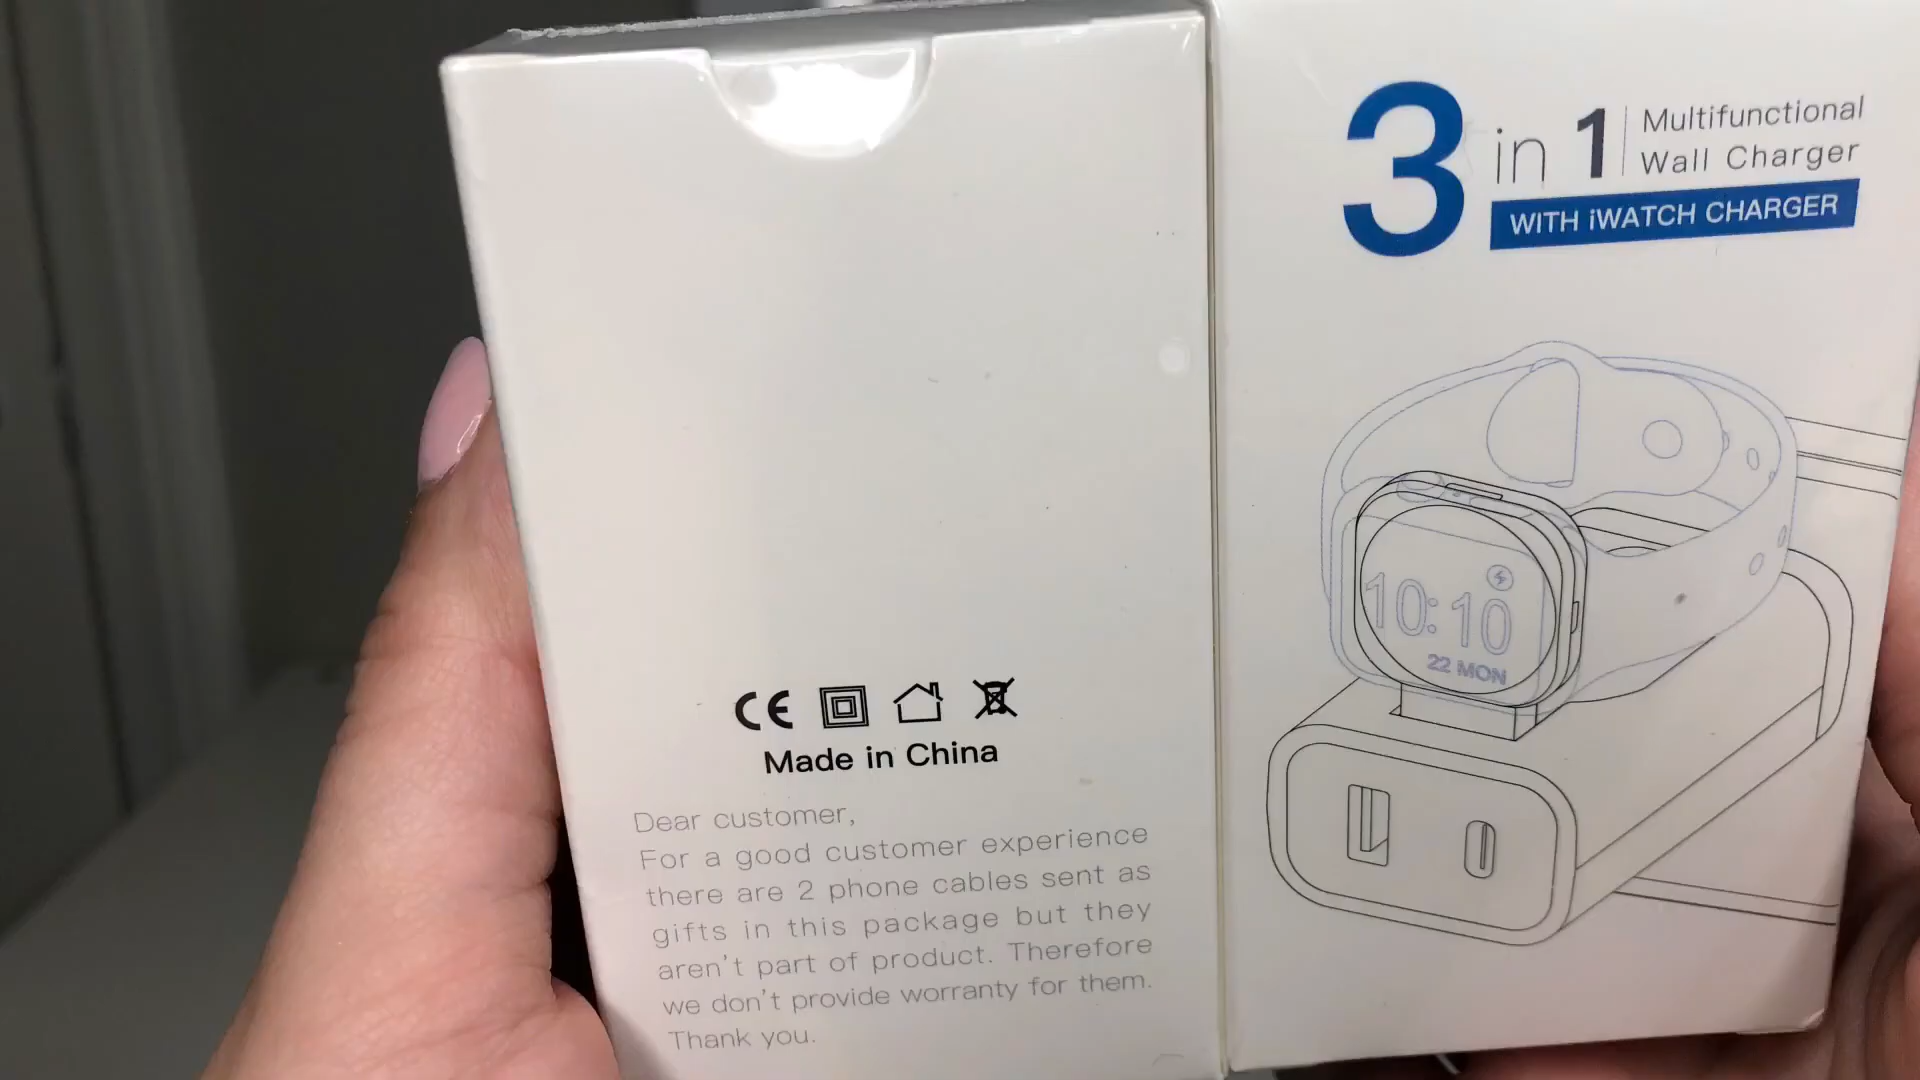 CE
Made in China
Dear customer,
For a good customer experience
there are 2 phone cables sent as
gifts in this package but they
aren't part of product. Therefore
we don't provide worranty for them.
Thank you.
3 in 1
Multifunctional
Wall Charger
WITH iWATCH CHARGER
10:10
22 MON